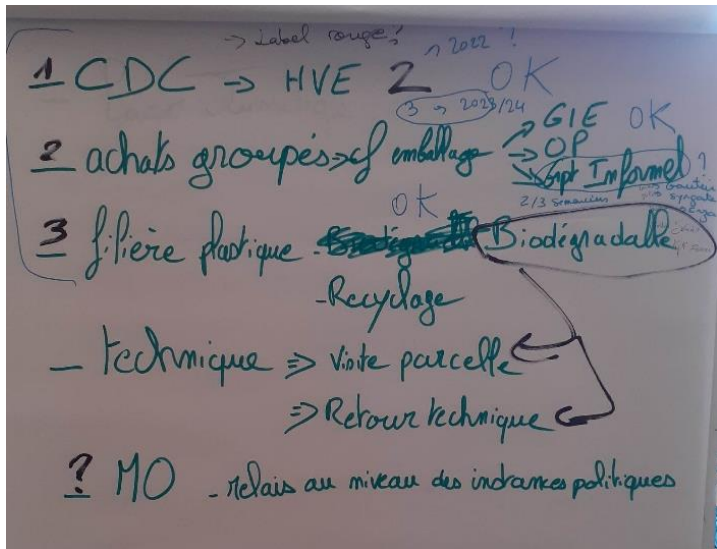 → Label rouge?
1 CDC → HVE 2 → 2022 ? OK
3 → 2023/24
2 achats groupés ⇒ cf emballage → GIE OK
→ OP
→ Gpt Informel ?
2/3 semaines
OK
3 filière plastique - Biodégradable
- Recyclage
- technique ⇒ Visite parcelle
⇒ Retour technique
? MO - relais au niveau des instances politiques